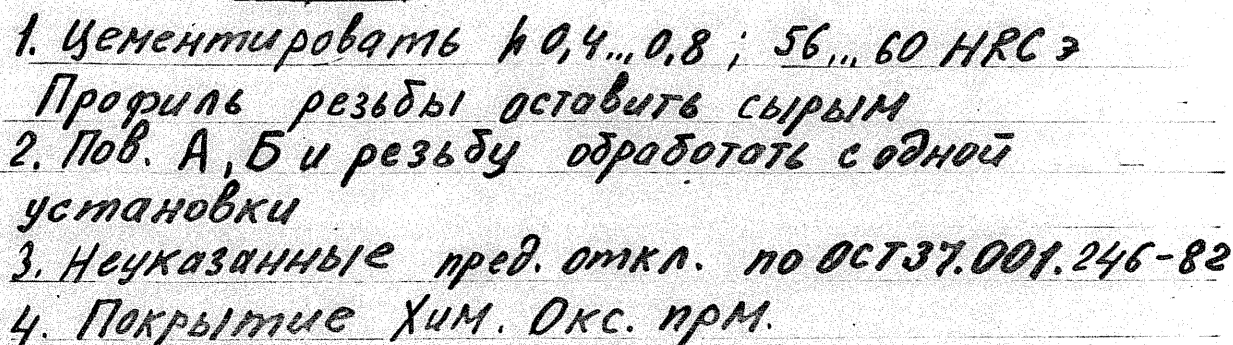 1. Цементировать h 0,4...0,8 ; 56... 60 HRC э
Профиль резьбы оставить сырым
2. Пов. А, Б и резьбу обработать с одной
установки
3. Неуказанные пред. откл. по ОСТ37.001.246-82
4. Покрытие Хим. Окс. прм.